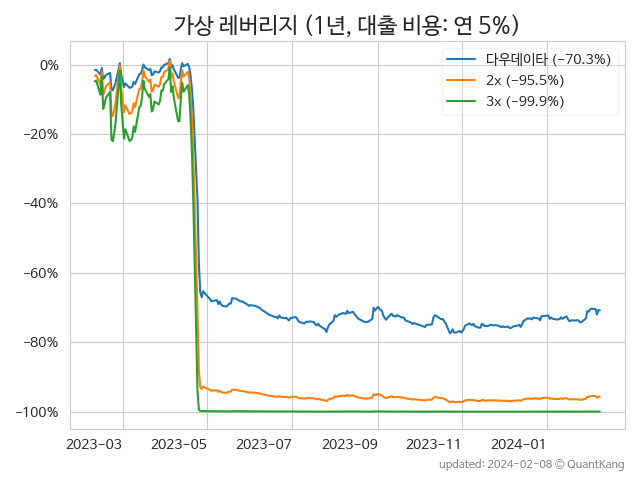 가상 레버리지 (1년, 대출 비용: 연 5%)
다우데이타 (−70.3%)
2x (−95.5%)
3x (−99.9%)
0%
−20%
−40%
−60%
−80%
−100%
2023-03 2023-05 2023-07 2023-09 2023-11 2024-01
updated: 2024-02-08 © QuantKang